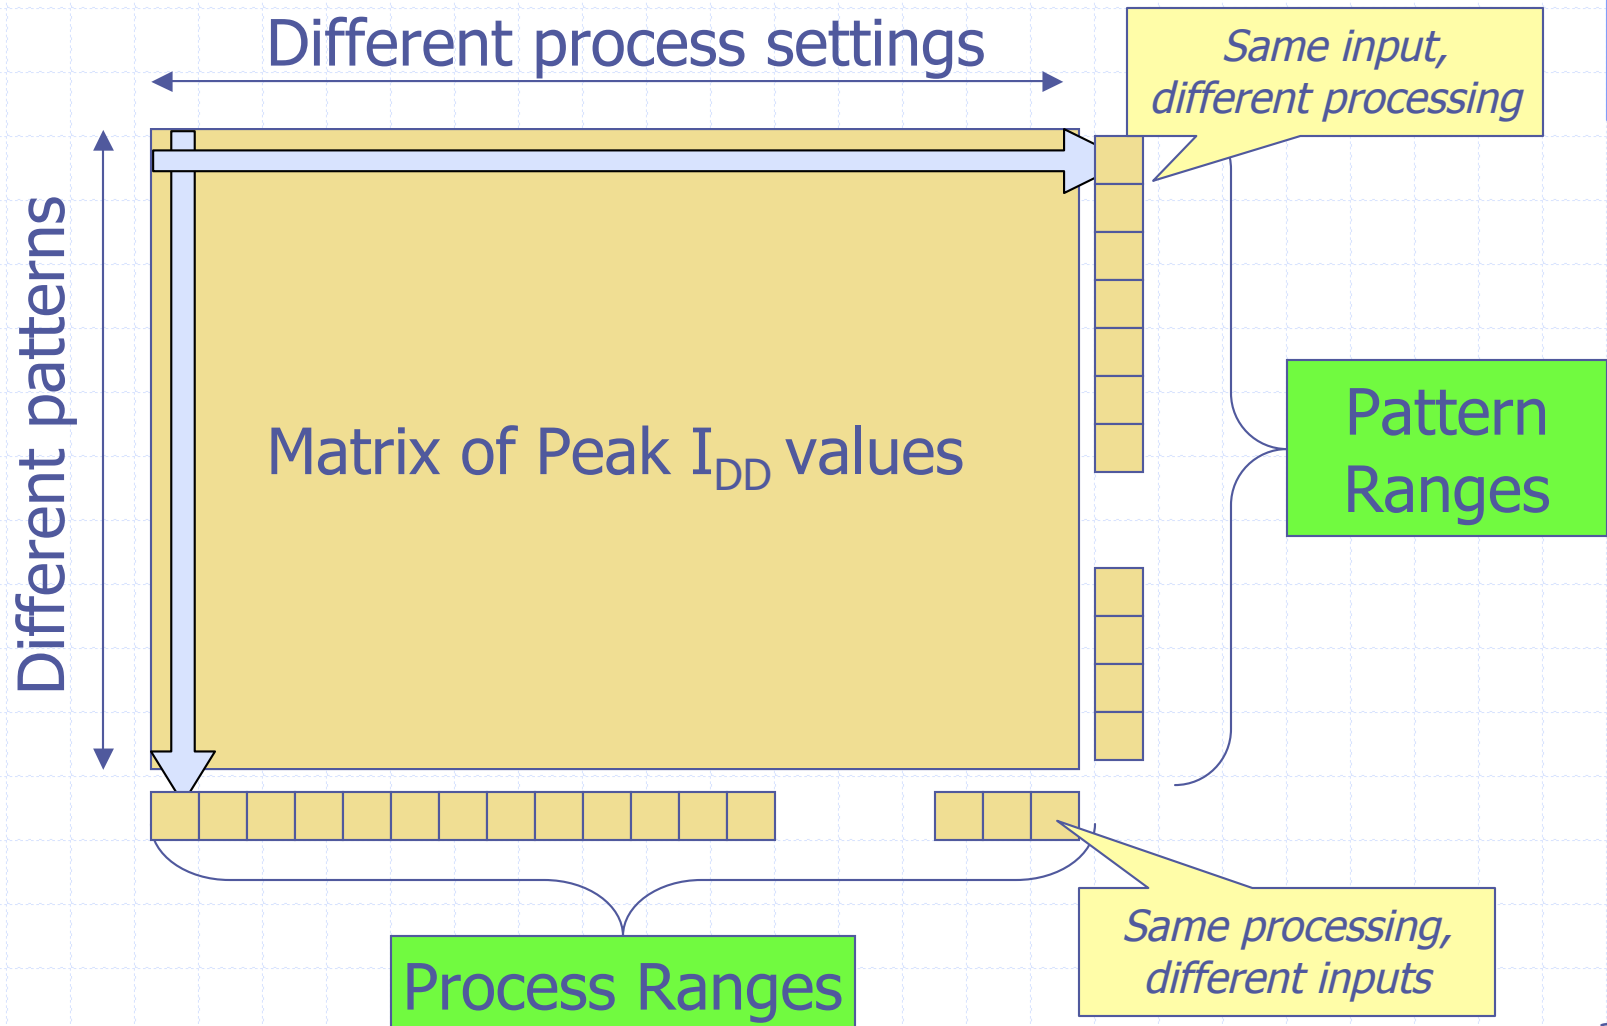 Different process settings
Same input,
different processing
Different patterns
Matrix of Peak I_DD values
Pattern
Ranges
Same processing,
different inputs
Process Ranges